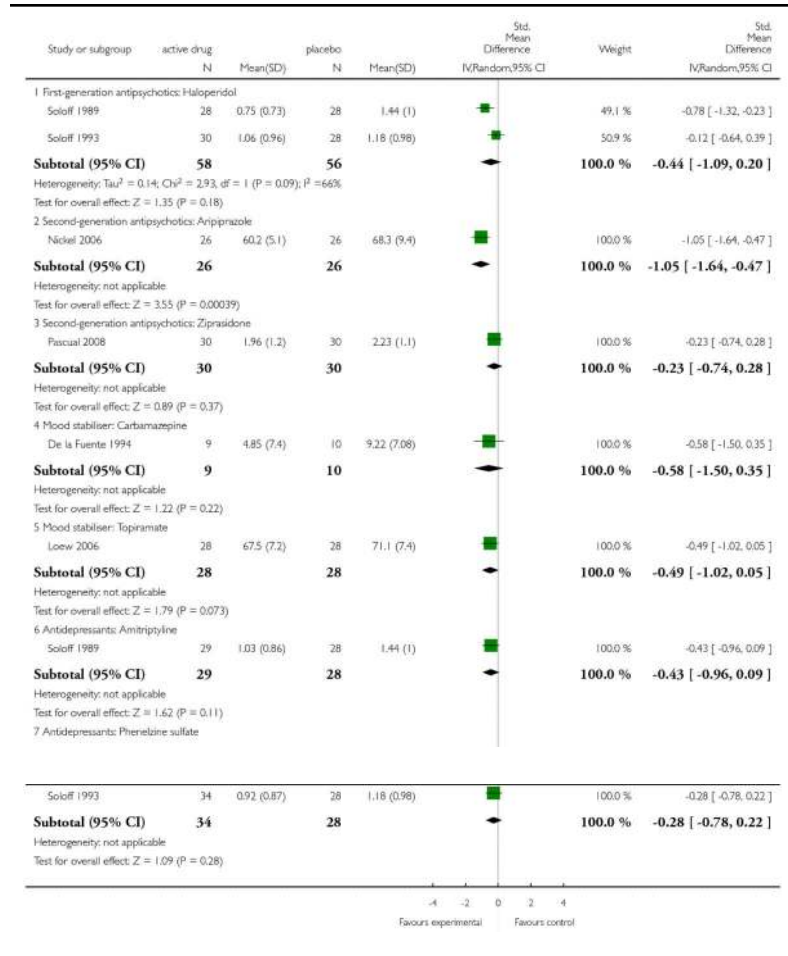 Std.
Mean
Difference
Std.
Mean
Difference
Study or subgroup active drug placebo Weight
N Mean(SD) N Mean(SD) IV,Random,95% CI IV,Random,95% CI
1 First-generation antipsychotics: Haloperidol
Soloff 1989 28 0.75 (0.73) 28 1.44 (1) 49.1 % -0.78 [ -1.32, -0.23 ]
Soloff 1993 30 1.06 (0.96) 28 1.18 (0.98) 50.9 % -0.12 [ -0.64, 0.39 ]
Subtotal (95% CI) 58 56 100.0 % -0.44 [ -1.09, 0.20 ]
Heterogeneity: Tau² = 0.14; Chi² = 2.93, df = 1 (P = 0.09); I² =66%
Test for overall effect: Z = 1.35 (P = 0.18)
2 Second-generation antipsychotics: Aripiprazole
Nickel 2006 26 60.2 (5.1) 26 68.3 (9.4) 100.0 % -1.05 [ -1.64, -0.47 ]
Subtotal (95% CI) 26 26 100.0 % -1.05 [ -1.64, -0.47 ]
Heterogeneity: not applicable
Test for overall effect: Z = 3.55 (P = 0.00039)
3 Second-generation antipsychotics: Ziprasidone
Pascual 2008 30 1.96 (1.2) 30 2.23 (1.1) 100.0 % -0.23 [ -0.74, 0.28 ]
Subtotal (95% CI) 30 30 100.0 % -0.23 [ -0.74, 0.28 ]
Heterogeneity: not applicable
Test for overall effect: Z = 0.89 (P = 0.37)
4 Mood stabiliser: Carbamazepine
De la Fuente 1994 9 4.85 (7.4) 10 9.22 (7.08) 100.0 % -0.58 [ -1.50, 0.35 ]
Subtotal (95% CI) 9 10 100.0 % -0.58 [ -1.50, 0.35 ]
Heterogeneity: not applicable
Test for overall effect: Z = 1.22 (P = 0.22)
5 Mood stabiliser: Topiramate
Loew 2006 28 67.5 (7.2) 28 71.1 (7.4) 100.0 % -0.49 [ -1.02, 0.05 ]
Subtotal (95% CI) 28 28 100.0 % -0.49 [ -1.02, 0.05 ]
Heterogeneity: not applicable
Test for overall effect: Z = 1.79 (P = 0.073)
6 Antidepressants: Amitriptyline
Soloff 1989 29 1.03 (0.86) 28 1.44 (1) 100.0 % -0.43 [ -0.96, 0.09 ]
Subtotal (95% CI) 29 28 100.0 % -0.43 [ -0.96, 0.09 ]
Heterogeneity: not applicable
Test for overall effect: Z = 1.62 (P = 0.11)
7 Antidepressants: Phenelzine sulfate
Soloff 1993 34 0.92 (0.87) 28 1.18 (0.98) 100.0 % -0.28 [ -0.78, 0.22 ]
Subtotal (95% CI) 34 28 100.0 % -0.28 [ -0.78, 0.22 ]
Heterogeneity: not applicable
Test for overall effect: Z = 1.09 (P = 0.28)
-4 -2 0 2 4
Favours experimental Favours control